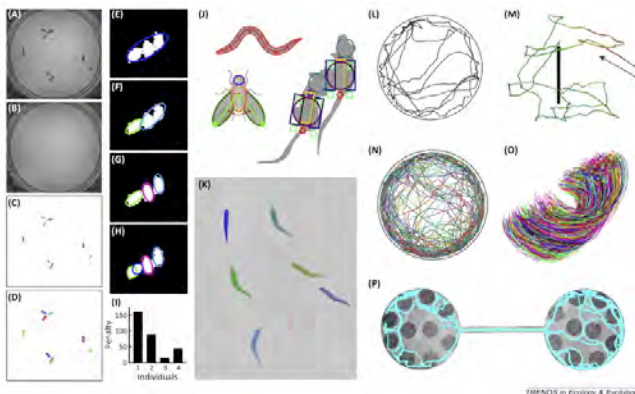 (A)
(B)
(C)
(D)
(E)
(F)
(G)
(H)
(I)
150
100
50
0
Penalty
1 2 3 4
Individuals
(J)
(K)
(L)
(M)
(N)
(O)
(P)
TRENDS in Ecology & Evolution